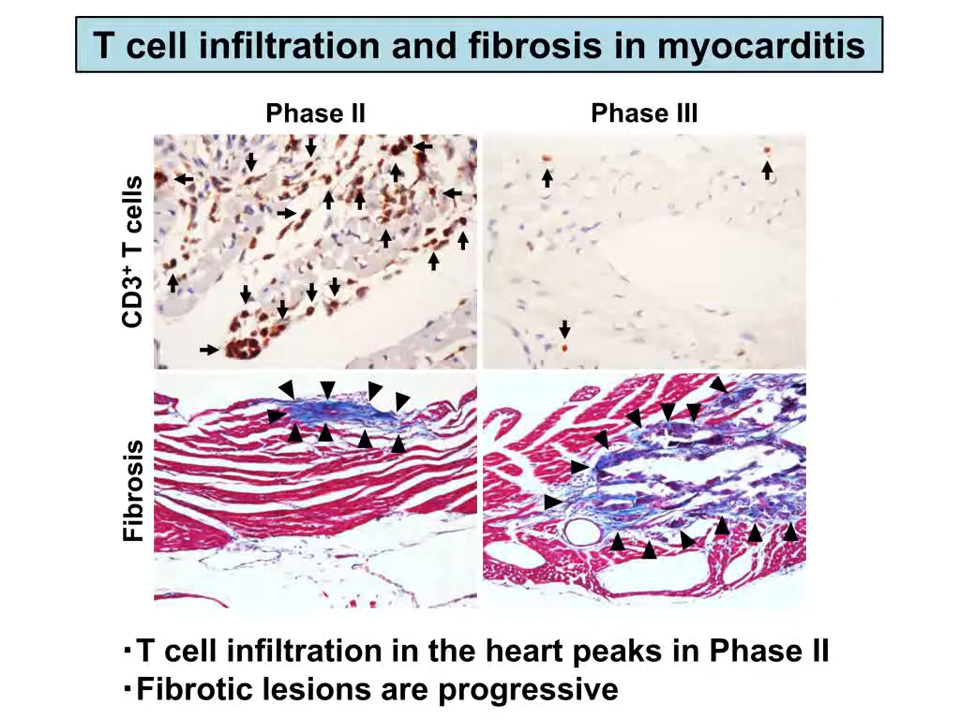 T cell infiltration and fibrosis in myocarditis
Phase II
Phase III
CD3⁺ T cells
Fibrosis
･T cell infiltration in the heart peaks in Phase II
･Fibrotic lesions are progressive